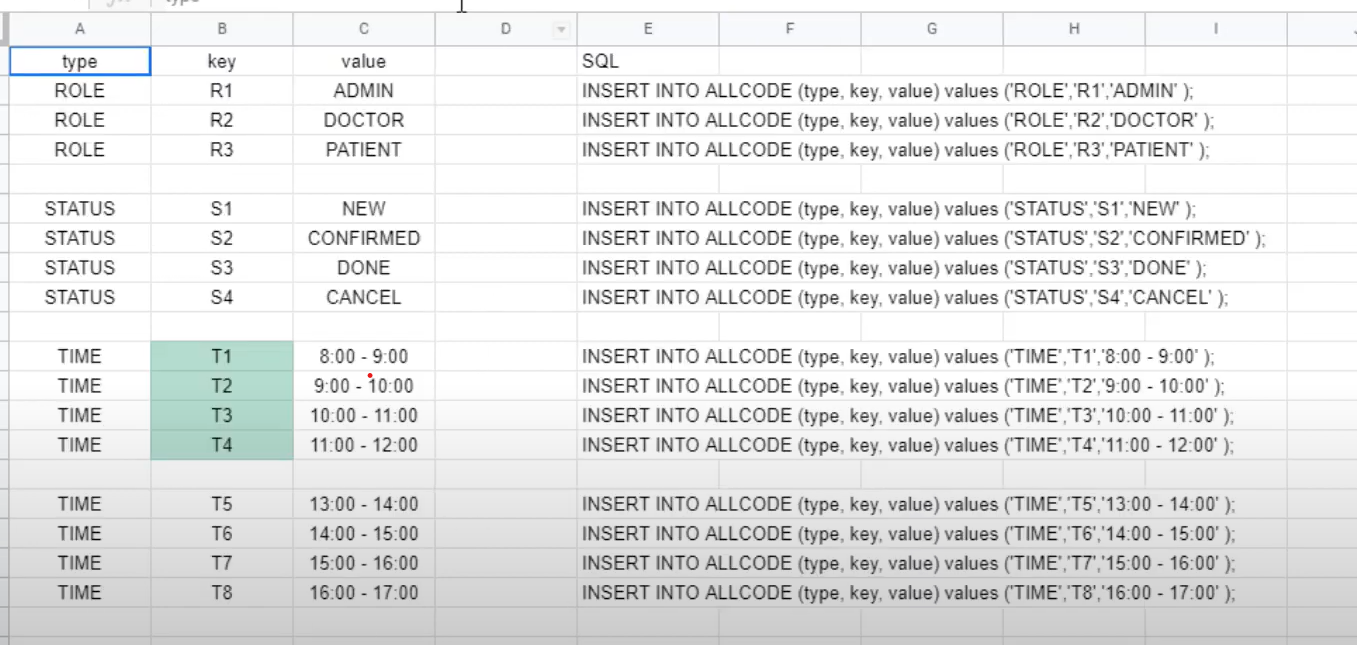 A B C D E F G H I
type key value SQL
ROLE R1 ADMIN INSERT INTO ALLCODE (type, key, value) values ('ROLE','R1','ADMIN' );
ROLE R2 DOCTOR INSERT INTO ALLCODE (type, key, value) values ('ROLE','R2','DOCTOR' );
ROLE R3 PATIENT INSERT INTO ALLCODE (type, key, value) values ('ROLE','R3','PATIENT' );
STATUS S1 NEW INSERT INTO ALLCODE (type, key, value) values ('STATUS','S1','NEW' );
STATUS S2 CONFIRMED INSERT INTO ALLCODE (type, key, value) values ('STATUS','S2','CONFIRMED' );
STATUS S3 DONE INSERT INTO ALLCODE (type, key, value) values ('STATUS','S3','DONE' );
STATUS S4 CANCEL INSERT INTO ALLCODE (type, key, value) values ('STATUS','S4','CANCEL' );
TIME T1 8:00 - 9:00 INSERT INTO ALLCODE (type, key, value) values ('TIME','T1','8:00 - 9:00' );
TIME T2 9:00 - 10:00 INSERT INTO ALLCODE (type, key, value) values ('TIME','T2','9:00 - 10:00' );
TIME T3 10:00 - 11:00 INSERT INTO ALLCODE (type, key, value) values ('TIME','T3','10:00 - 11:00' );
TIME T4 11:00 - 12:00 INSERT INTO ALLCODE (type, key, value) values ('TIME','T4','11:00 - 12:00' );
TIME T5 13:00 - 14:00 INSERT INTO ALLCODE (type, key, value) values ('TIME','T5','13:00 - 14:00' );
TIME T6 14:00 - 15:00 INSERT INTO ALLCODE (type, key, value) values ('TIME','T6','14:00 - 15:00' );
TIME T7 15:00 - 16:00 INSERT INTO ALLCODE (type, key, value) values ('TIME','T7','15:00 - 16:00' );
TIME T8 16:00 - 17:00 INSERT INTO ALLCODE (type, key, value) values ('TIME','T8','16:00 - 17:00' );